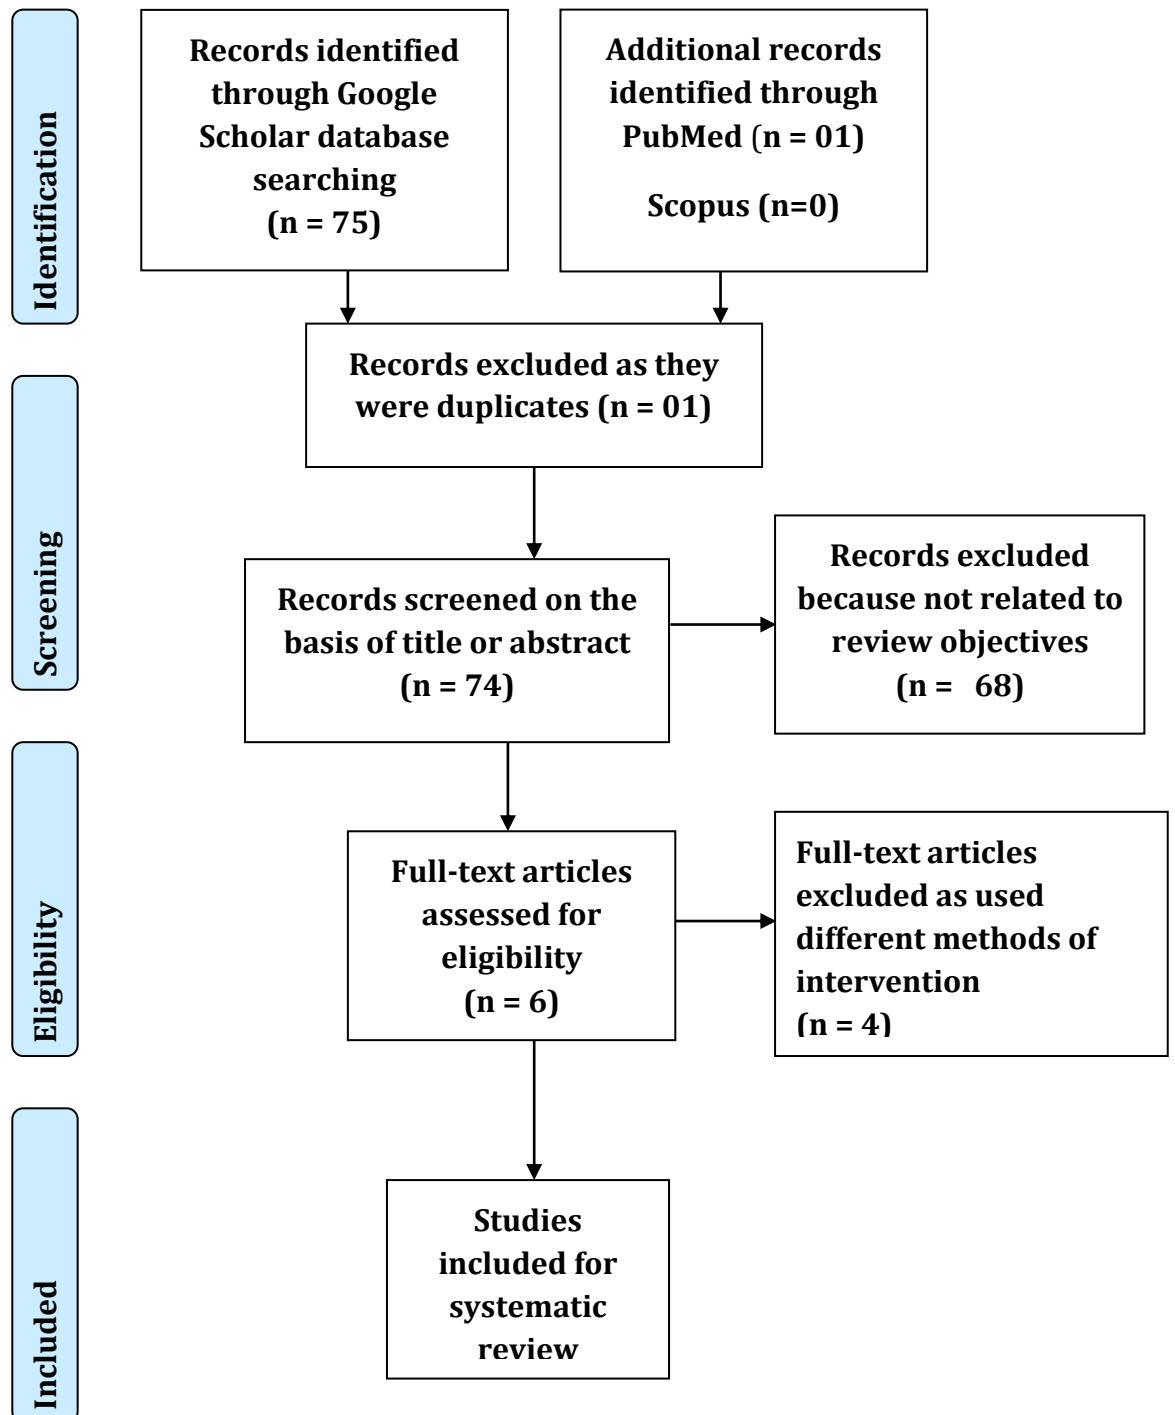 Identification
Records identified
through Google
Scholar database
searching
(n = 75)
Additional records
identified through
PubMed (n = 01)
Scopus (n=0)
Records excluded as they
were duplicates (n = 01)
Screening
Records screened on the
basis of title or abstract
(n = 74)
Records excluded
because not related to
review objectives
(n =   68)
Eligibility
Full-text articles
assessed for
eligibility
(n = 6)
Full-text articles
excluded as used
different methods of
intervention
(n = 4)
Included
Studies
included for
systematic
review